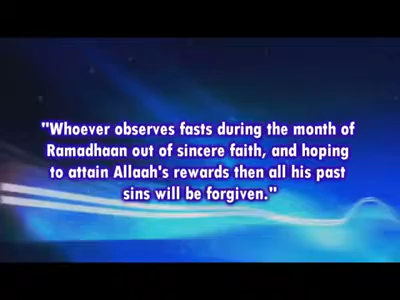 "Whoever observes fasts during the month of
Ramadhaan out of sincere faith, and hoping
to attain Allaah's rewards then all his past
sins will be forgiven."